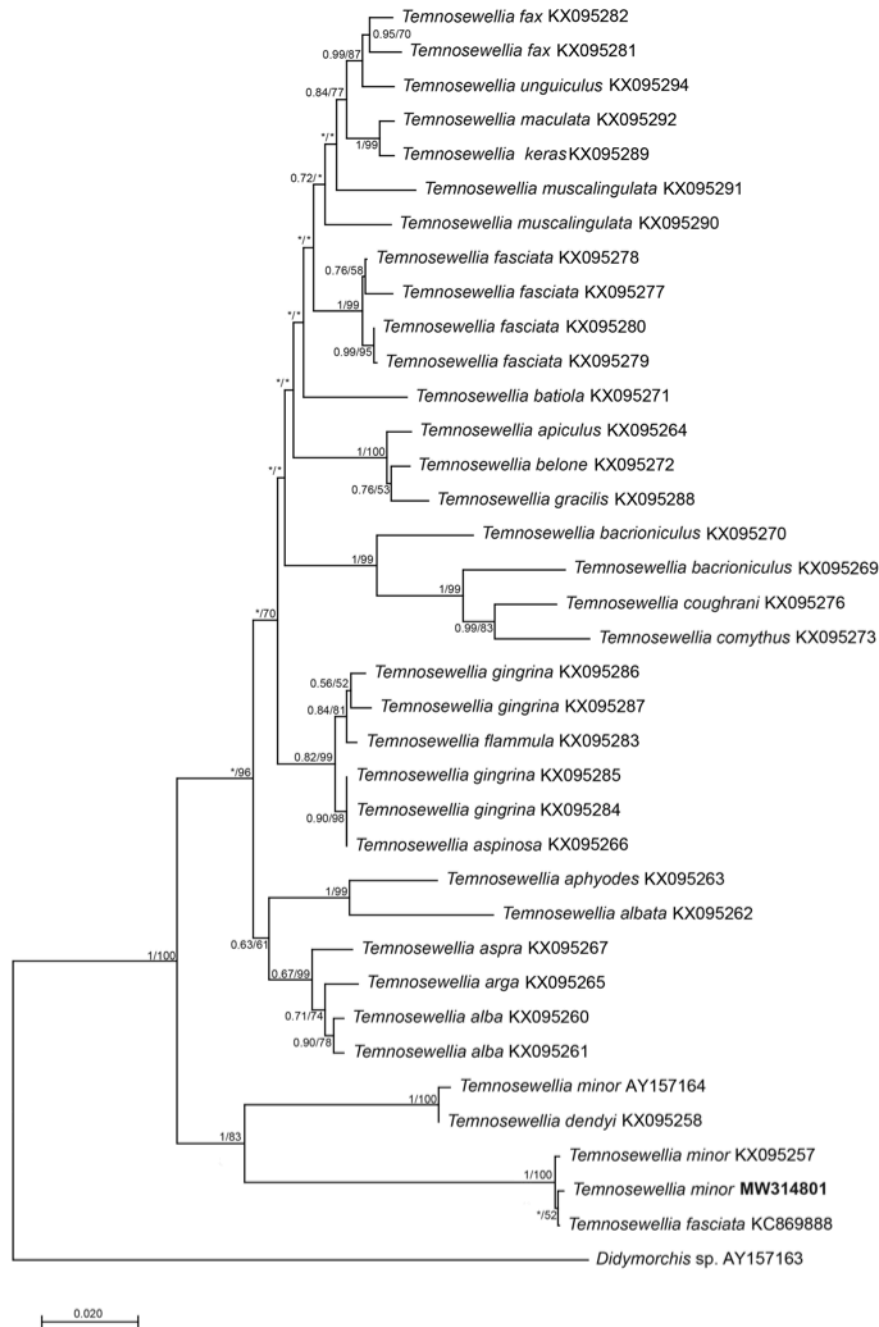 Temnosewellia fax KX095282
0.95/70
0.99/87
Temnosewellia fax KX095281
0.84/77
Temnosewellia unguiculus KX095294
Temnosewellia maculata KX095292
*/*
1/99
Temnosewellia kerasKX095289
0.72/*
Temnosewellia muscalingulata KX095291
Temnosewellia muscalingulata KX095290
*/*
Temnosewellia fasciata KX095278
0.76/58
Temnosewellia fasciata KX095277
1/99
*/*
Temnosewellia fasciata KX095280
0.99/95
Temnosewellia fasciata KX095279
*/*
Temnosewellia batiola KX095271
Temnosewellia apiculus KX095264
1/100
Temnosewellia belone KX095272
*/*
0.76/53
Temnosewellia gracilis KX095288
Temnosewellia bacrioniculus KX095270
1/99
Temnosewellia bacrioniculus KX095269
1/99
Temnosewellia coughrani KX095276
*/70
0.99/83
Temnosewellia comythus KX095273
Temnosewellia gingrina KX095286
0.56/52
Temnosewellia gingrina KX095287
0.84/81
Temnosewellia flammula KX095283
0.82/99
*/96
Temnosewellia gingrina KX095285
Temnosewellia gingrina KX095284
0.90/98
Temnosewellia aspinosa KX095266
Temnosewellia aphyodes KX095263
1/99
Temnosewellia albata KX095262
0.63/61
Temnosewellia aspra KX095267
1/100
0.67/99
Temnosewellia arga KX095265
0.71/74
Temnosewellia alba KX095260
0.90/78
Temnosewellia alba KX095261
Temnosewellia minor AY157164
1/100
Temnosewellia dendyi KX095258
1/83
Temnosewellia minor KX095257
1/100
Temnosewellia minor MW314801
*/52
Temnosewellia fasciata KC869888
Didymorchis sp. AY157163
0.020